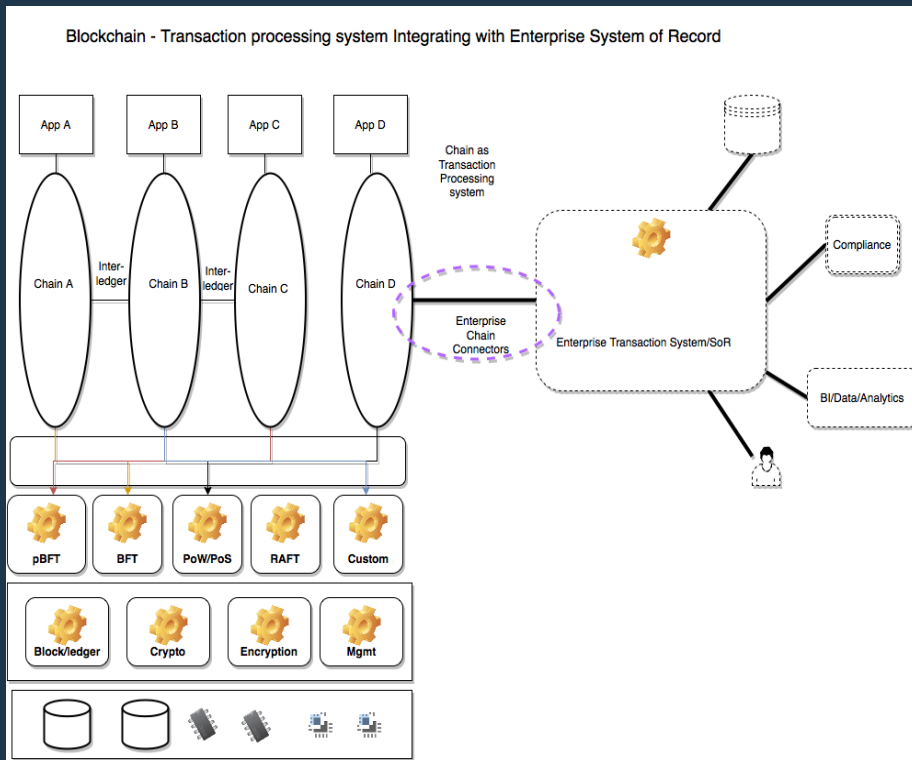 Blockchain - Transaction processing system Integrating with Enterprise System of Record
App A
App B
App C
App D
Chain as
Transaction
Processing
system
Chain A
Inter-
ledger
Chain B
Inter-
ledger
Chain C
Chain D
Enterprise
Chain
Connectors
Enterprise Transaction System/SoR
Compliance
BI/Data/Analytics
pBFT
BFT
PoW/PoS
RAFT
Custom
Block/ledger
Crypto
Encryption
Mgmt